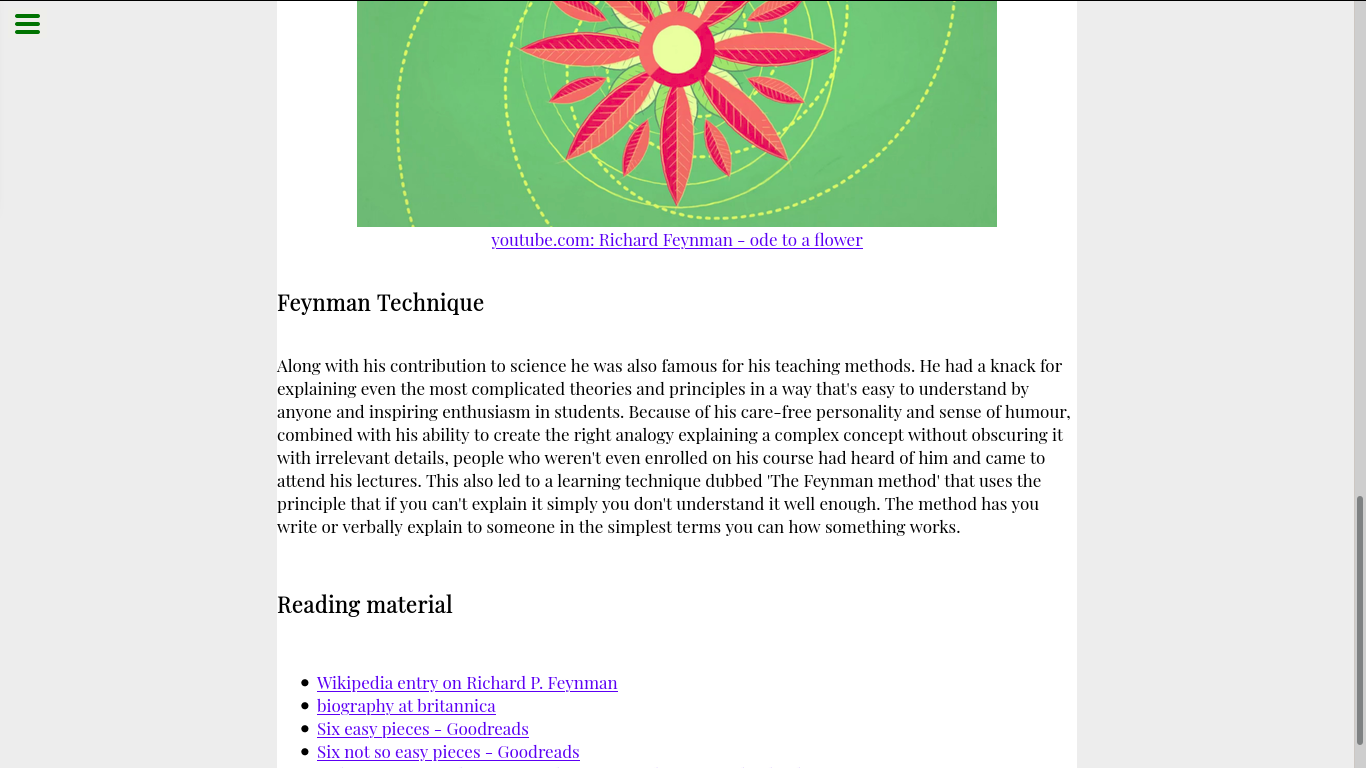 youtube.com: Richard Feynman - ode to a flower
Feynman Technique
Along with his contribution to science he was also famous for his teaching methods. He had a knack for
explaining even the most complicated theories and principles in a way that's easy to understand by
anyone and inspiring enthusiasm in students. Because of his care-free personality and sense of humour,
combined with his ability to create the right analogy explaining a complex concept without obscuring it
with irrelevant details, people who weren't even enrolled on his course had heard of him and came to
attend his lectures. This also led to a learning technique dubbed 'The Feynman method' that uses the
principle that if you can't explain it simply you don't understand it well enough. The method has you
write or verbally explain to someone in the simplest terms you can how something works.
Reading material
Wikipedia entry on Richard P. Feynman
biography at britannica
Six easy pieces - Goodreads
Six not so easy pieces - Goodreads